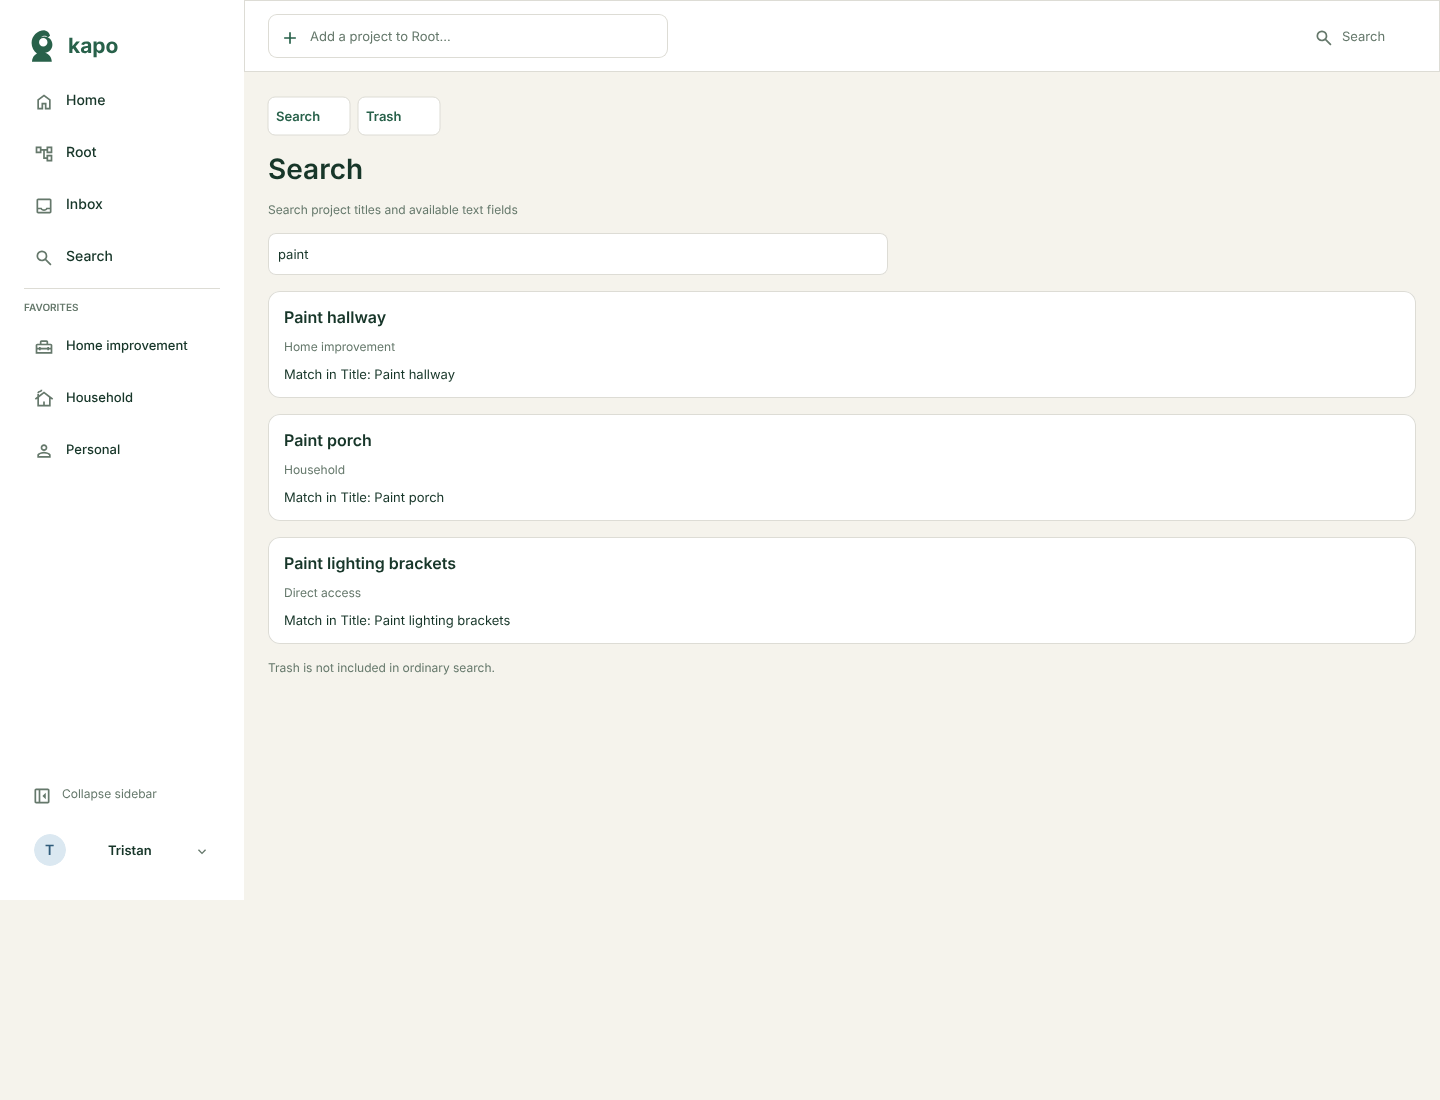 kapo
Home
Root
Inbox
Search
FAVORITES
Home improvement
Household
Personal
Collapse sidebar
T
Tristan
Add a project to Root...
Search
Search
Trash
Search
Search project titles and available text fields
paint
Paint hallway
Home improvement
Match in Title: Paint hallway
Paint porch
Household
Match in Title: Paint porch
Paint lighting brackets
Direct access
Match in Title: Paint lighting brackets
Trash is not included in ordinary search.